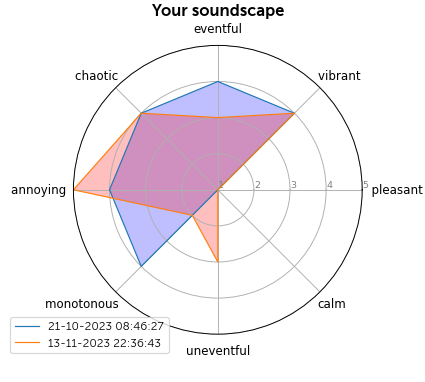 Your soundscape
eventful
chaotic
vibrant
annoying
1 2 3 4 5
pleasant
monotonous
calm
uneventful
21-10-2023 08:46:27
13-11-2023 22:36:43